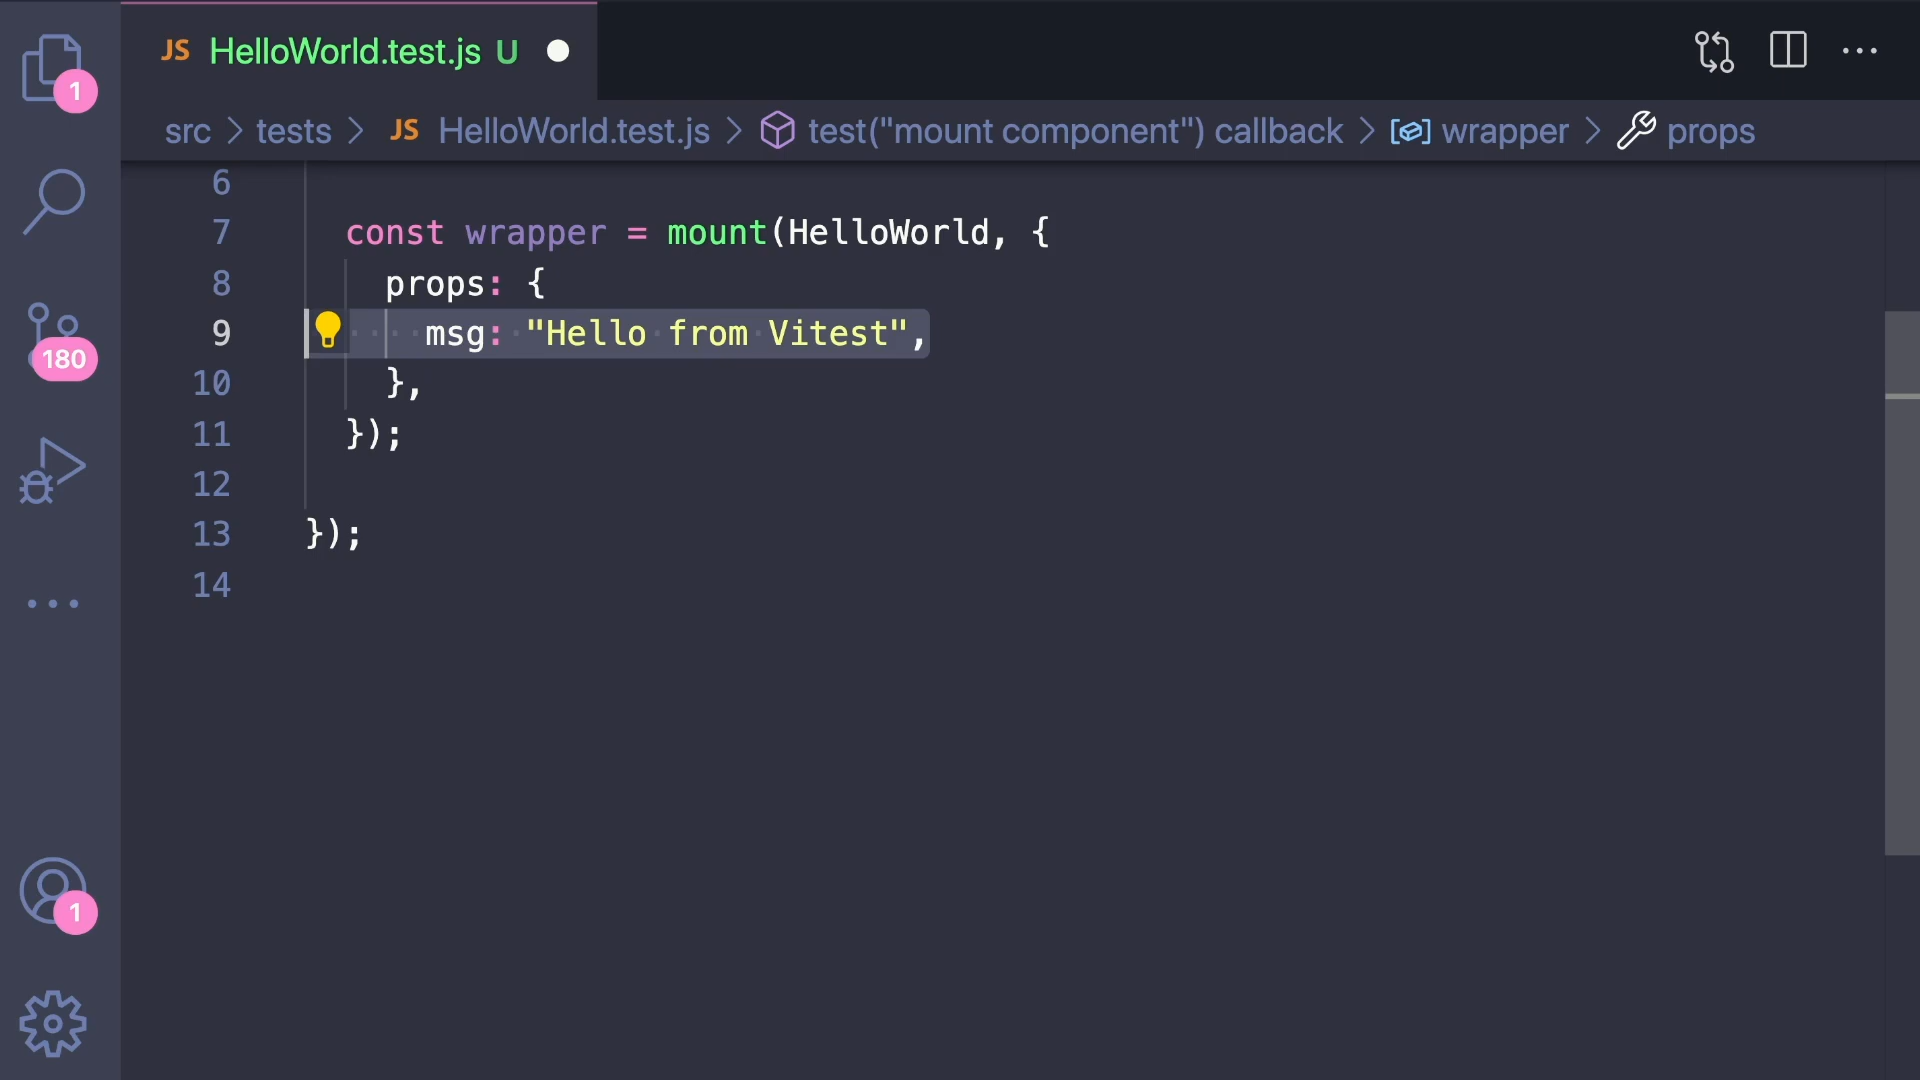 JS HelloWorld.test.js U
src > tests > JS HelloWorld.test.js > test("mount component") callback > wrapper > props
1
180
1
6
7 const wrapper = mount(HelloWorld, {
8 props: {
9 msg: "Hello from Vitest",
10 },
11 });
12
13 });
14